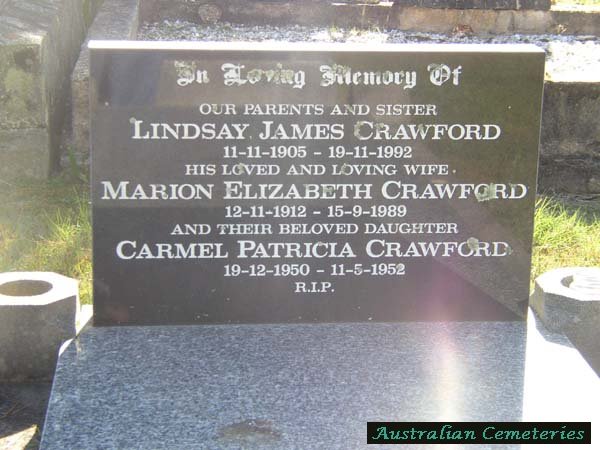 In Loving Memory Of
OUR PARENTS AND SISTER
LINDSAY JAMES CRAWFORD
11-11-1905 - 19-11-1992
HIS LOVED AND LOVING WIFE
MARION ELIZABETH CRAWFORD
12-11-1912 - 15-9-1989
AND THEIR BELOVED DAUGHTER
CARMEL PATRICIA CRAWFORD
19-12-1950 - 11-5-1952
R.I.P.
Australian Cemeteries